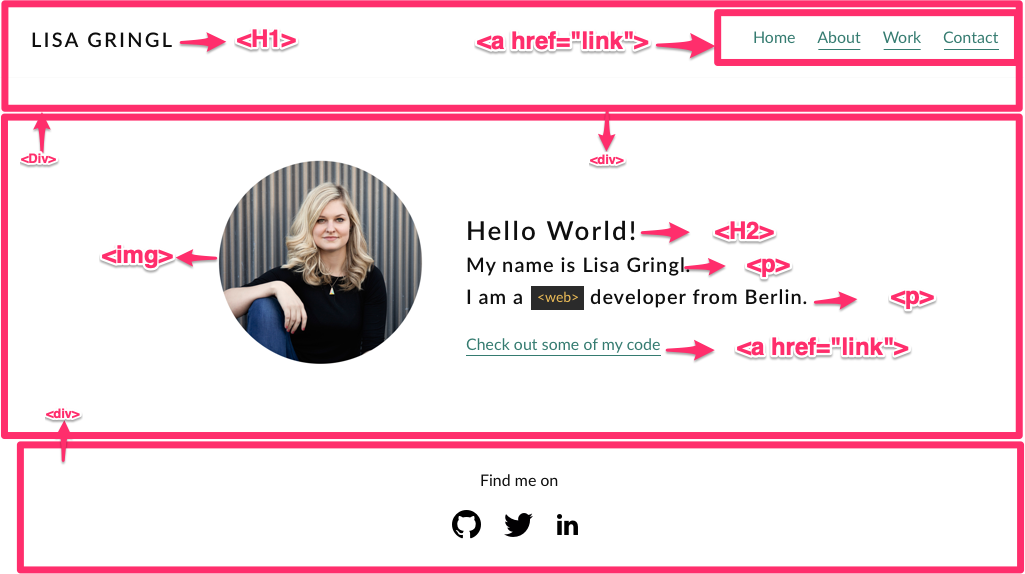 LISA GRINGL <H1> <a href="link"> Home About Work Contact
<Div> <div>
Hello World! <H2>
<img> My name is Lisa Gringl. <p>
I am a <web> developer from Berlin. <p>
Check out some of my code <a href="link">
<div>
Find me on
in